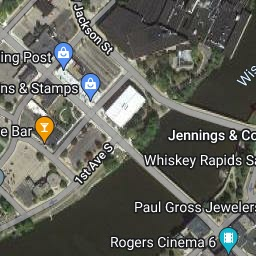 Jackson St
ing Post
ns & Stamps
Jennings & Co
e Bar
Whiskey Rapids Sa
1st Ave S
Paul Gross Jewelers
Rogers Cinema 6
Wis